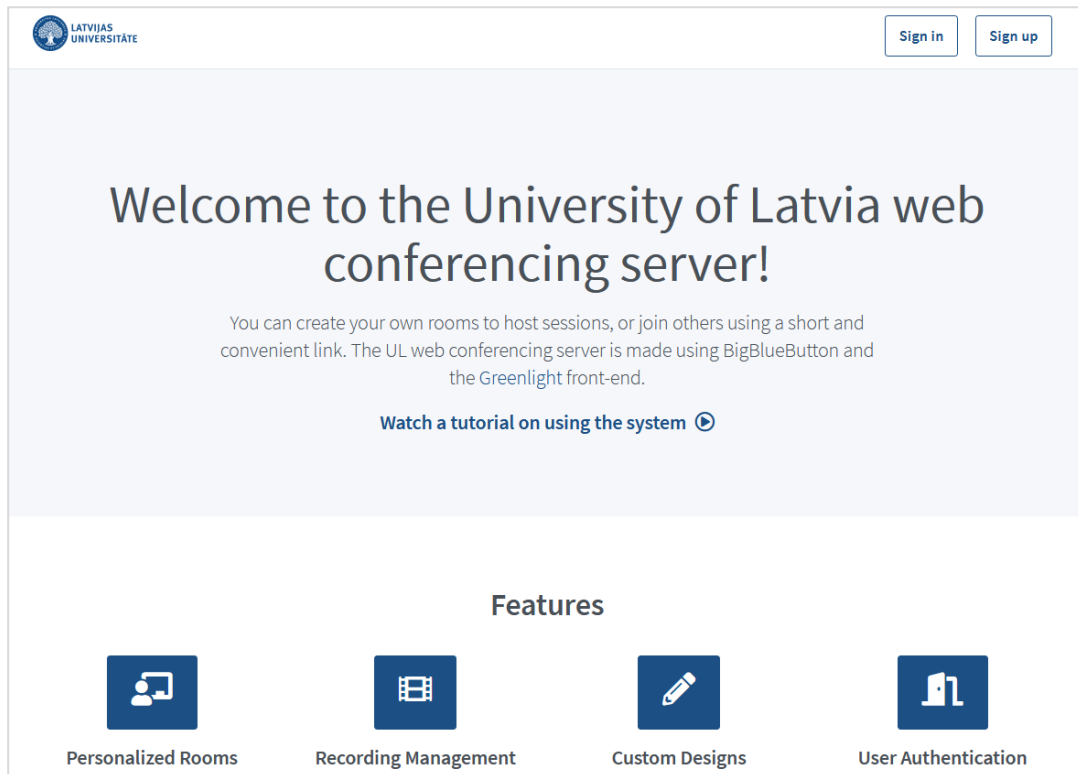 LATVIJAS
UNIVERSITĀTE
Sign in
Sign up
Welcome to the University of Latvia web
conferencing server!
You can create your own rooms to host sessions, or join others using a short and
convenient link. The UL web conferencing server is made using BigBlueButton and
the Greenlight front-end.
Watch a tutorial on using the system
Features
Personalized Rooms
Recording Management
Custom Designs
User Authentication